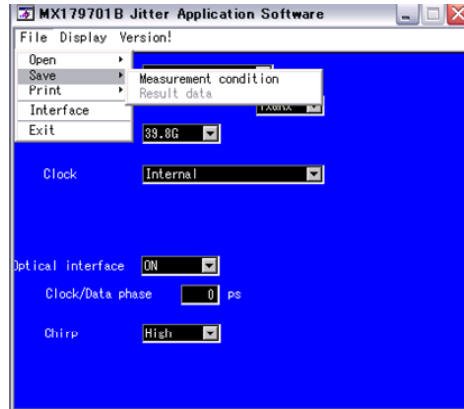 MX179701B Jitter Application Software
File Display Version!
Open
Save
Measurement condition
Print
Result data
Interface
Exit
39.8G
Clock Internal
Optical interface ON
Clock/Data phase 0 ps
Chirp High